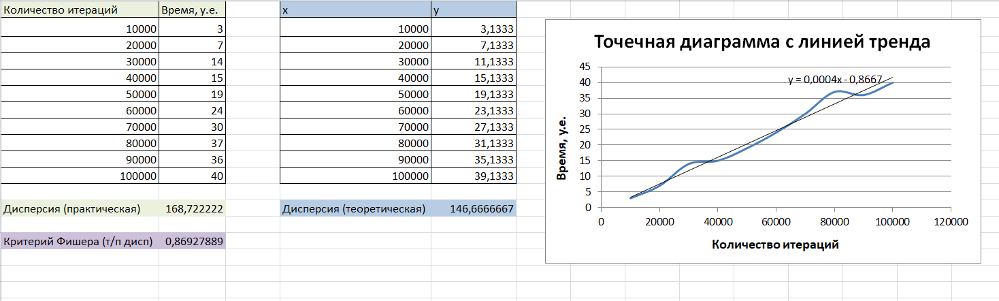 Количество итераций Время, у.е. x y
10000 3 10000 3,1333
20000 7 20000 7,1333
30000 14 30000 11,1333
40000 15 40000 15,1333
50000 19 50000 19,1333
60000 24 60000 23,1333
70000 30 70000 27,1333
80000 37 80000 31,1333
90000 36 90000 35,1333
100000 40 100000 39,1333
Дисперсия (практическая) 168,722222 Дисперсия (теоретическая) 146,6666667
Критерий Фишера (т/п дисп) 0,86927889
Точечная диаграмма с линией тренда
y = 0,0004x - 0,8667
Время, у.е.
45
40
35
30
25
20
15
10
5
0
0 20000 40000 60000 80000 100000 120000
Количество итераций